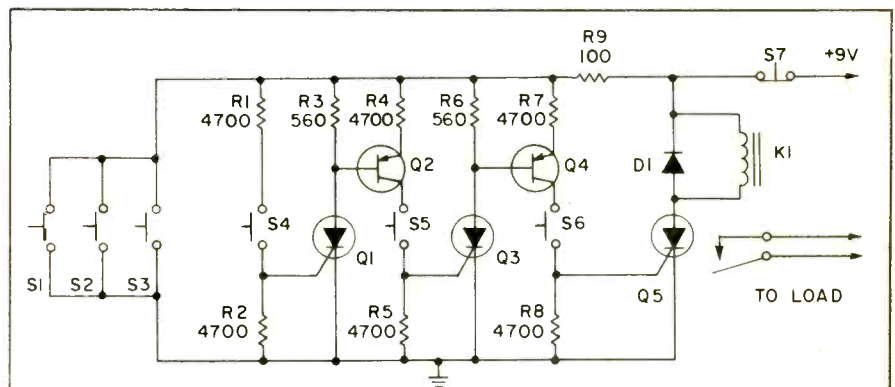 R9
100
S7
+9V
R1
4700
R3
560
R4
4700
R6
560
R7
4700
Q2
Q4
D1
K1
S4
S5
S6
Q1
Q3
Q5
S1
S2
S3
R2
4700
R5
4700
R8
4700
TO LOAD